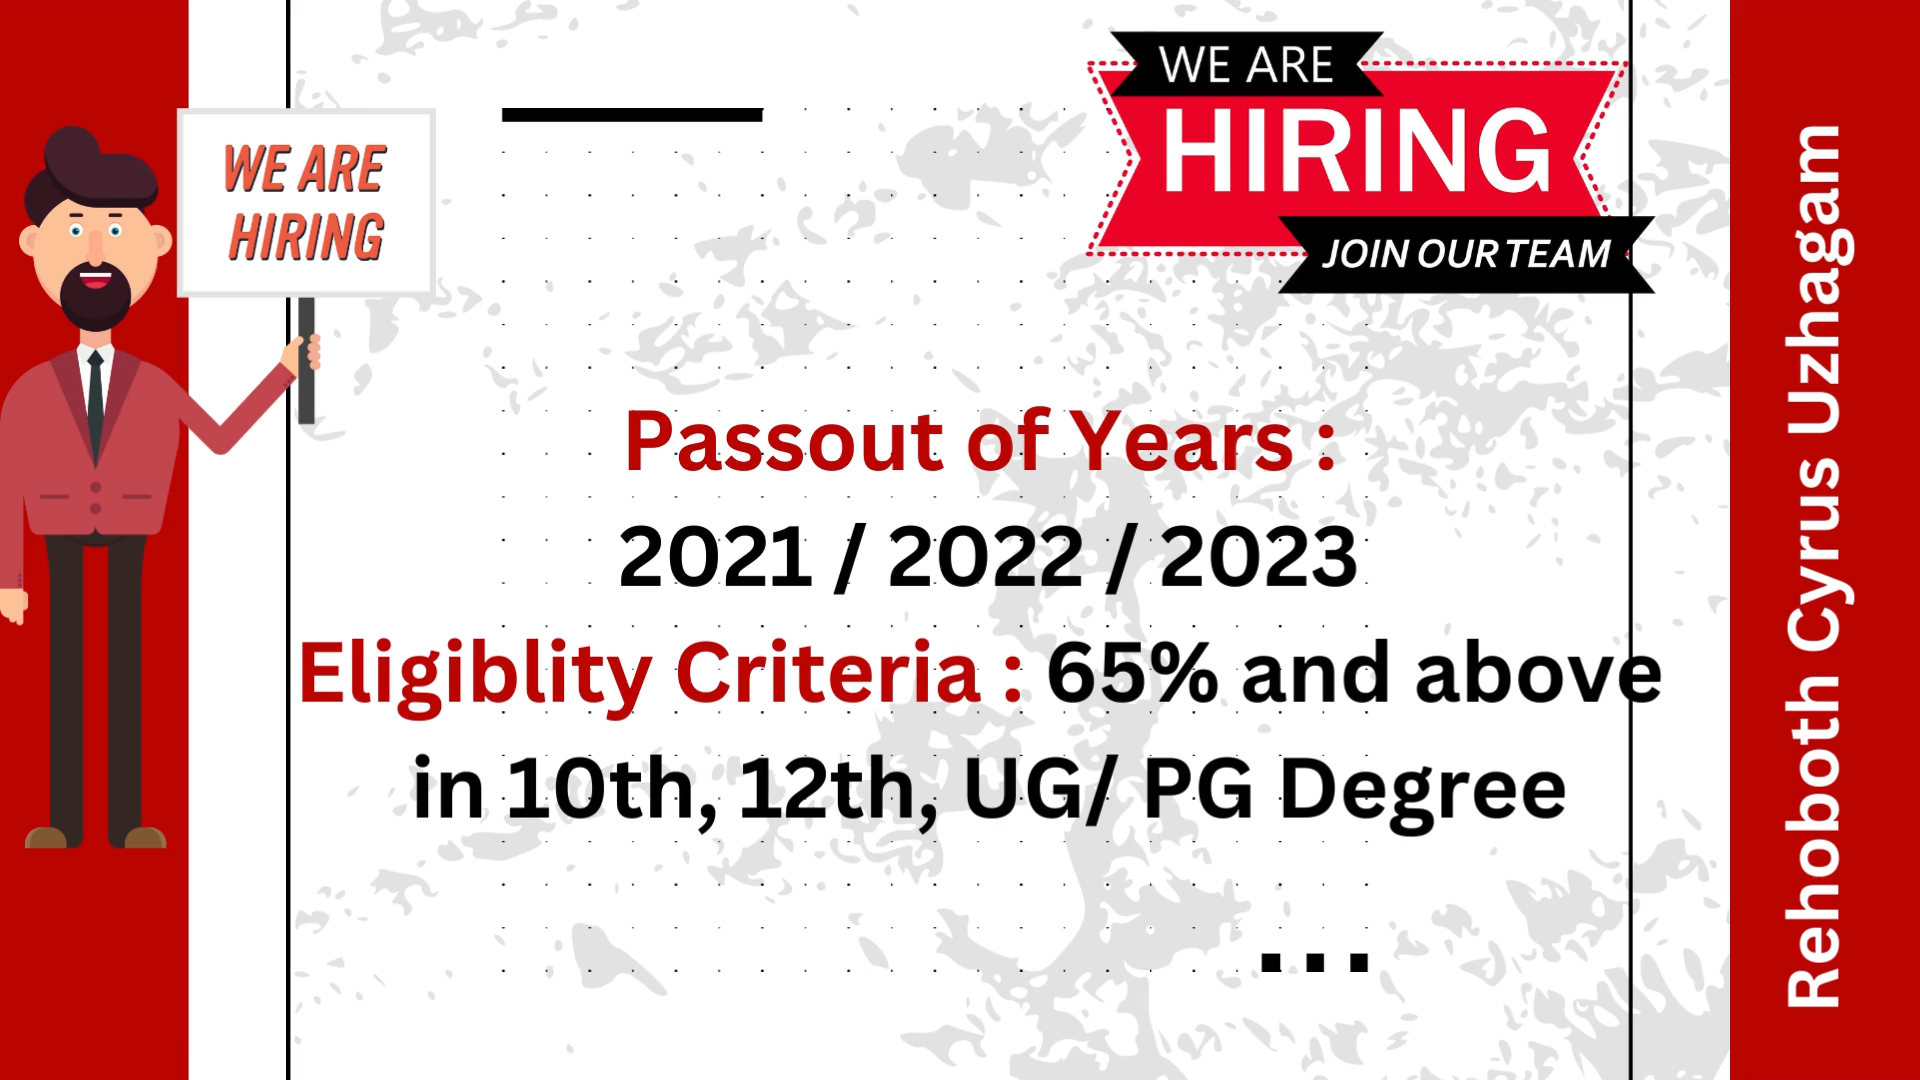 WE ARE
HIRING
WE ARE
HIRING
JOIN OUR TEAM
Passout of Years :
2021 / 2022 / 2023
Eligiblity Criteria : 65% and above
in 10th, 12th, UG/ PG Degree
...
Rehoboth Cyrus Uzhagam